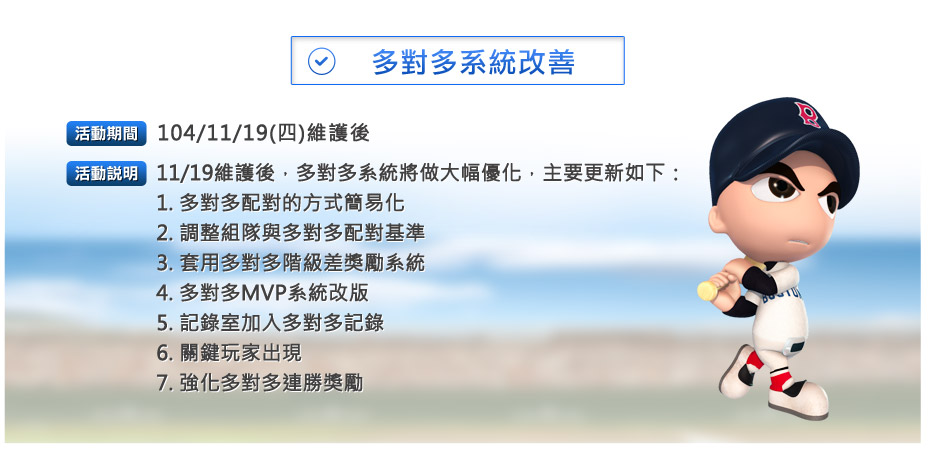 多對多系統改善
活動期間 104/11/19(四)維護後
活動說明 11/19維護後，多對多系統將做大幅優化，主要更新如下：
1. 多對多配對的方式簡易化
2. 調整組隊與多對多配對基準
3. 套用多對多階級差獎勵系統
4. 多對多MVP系統改版
5. 記錄室加入多對多記錄
6. 關鍵玩家出現
7. 強化多對多連勝獎勵